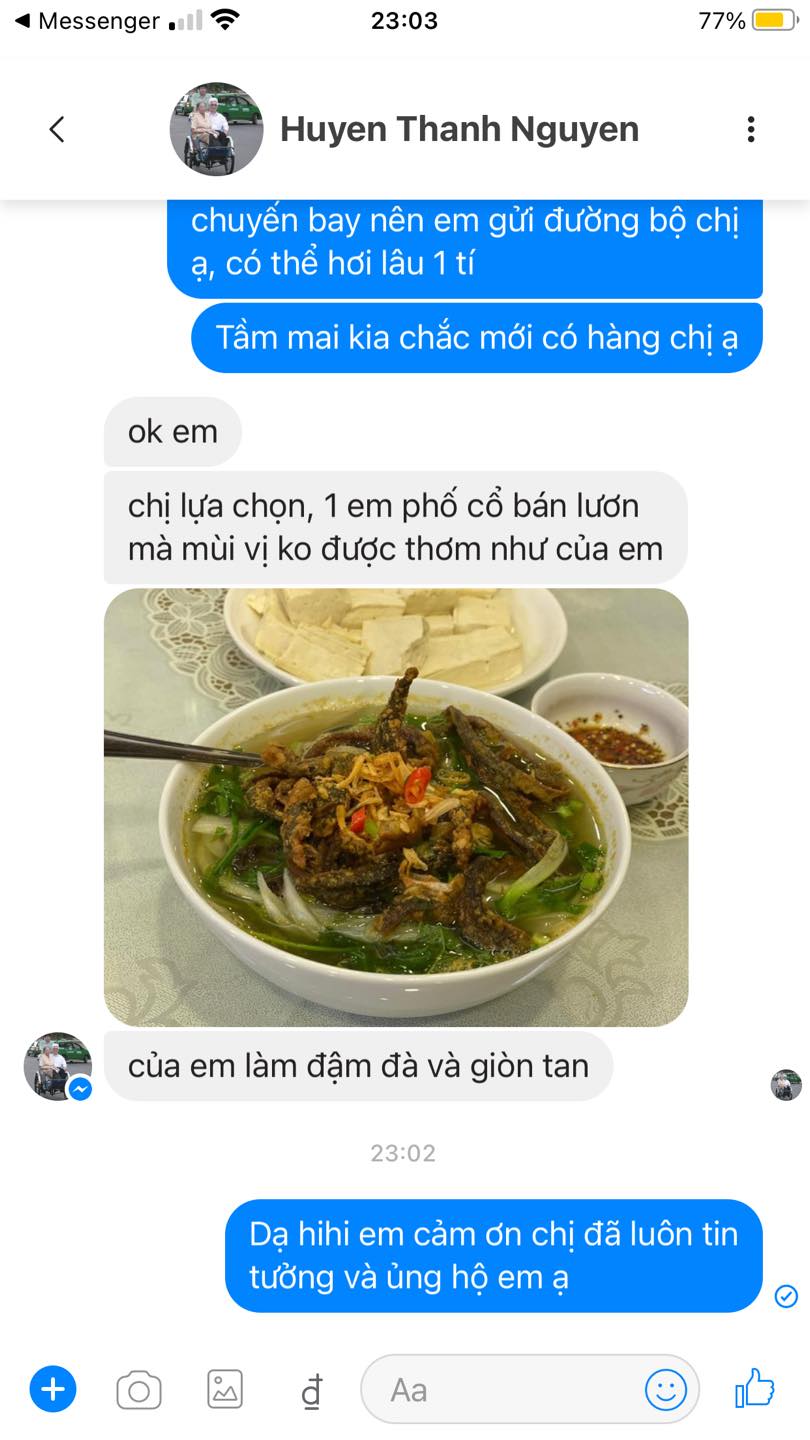 Messenger
23:03
77%
Huyen Thanh Nguyen
chuyến bay nên em gửi đường bộ chị
ạ, có thể hơi lâu 1 tí
Tầm mai kia chắc mới có hàng chị ạ
ok em
chị lựa chọn, 1 em phố cổ bán lươn
mà mùi vị ko được thơm như của em
của em làm đậm đà và giòn tan
23:02
Dạ hihi em cảm ơn chị đã luôn tin
tưởng và ủng hộ em ạ
đ
Aa